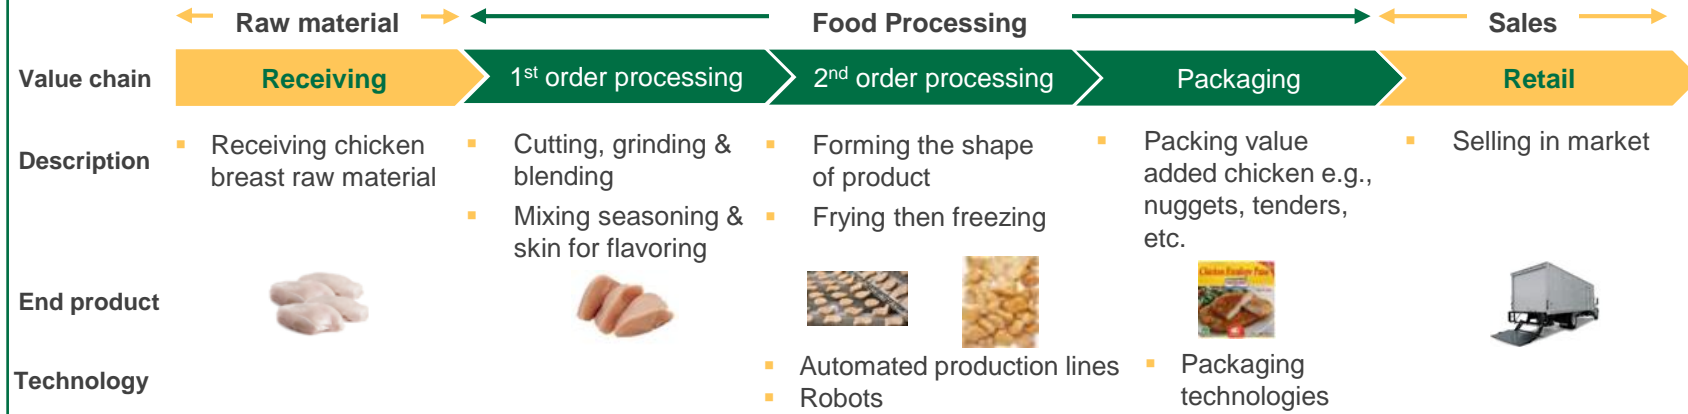 Raw material
Food Processing
Sales
Value chain
Receiving
1st order processing
2nd order processing
Packaging
Retail
Description
▪ Receiving chicken
breast raw material
▪ Cutting, grinding &
blending
▪ Mixing seasoning &
skin for flavoring
▪ Forming the shape
of product
▪ Frying then freezing
▪ Packing value
added chicken e.g.,
nuggets, tenders,
etc.
▪ Selling in market
End product
Technology
▪ Automated production lines
▪ Robots
▪ Packaging
technologies